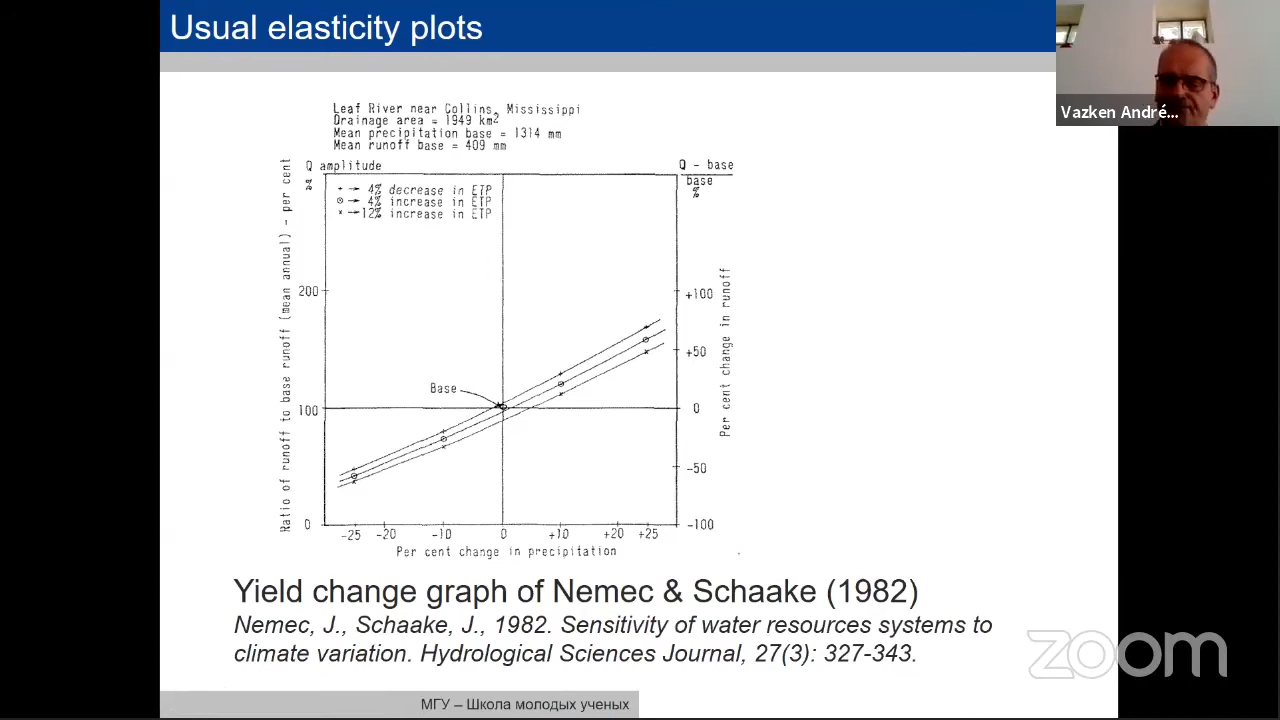 Usual elasticity plots
Vazken André...
Leaf River near Collins, Mississippi
Drainage area = 1949 km²
Mean precipitation base = 1314 mm
Mean runoff base = 409 mm
Q amplitude
%
Q - base
base
%
+ → 4% decrease in ETP
⊙ → 4% increase in ETP
× → 12% increase in ETP
Ratio of runoff to base runoff (mean annual) - per cent
200
100
0
Base
+100
+50
0
-50
-100
Per cent change in runoff
-25 -20 -10 0 +10 +20 +25
Per cent change in precipitation
Yield change graph of Nemec & Schaake (1982)
Nemec, J., Schaake, J., 1982. Sensitivity of water resources systems to
climate variation. Hydrological Sciences Journal, 27(3): 327-343.
zoom
МГУ – Школа молодых ученых